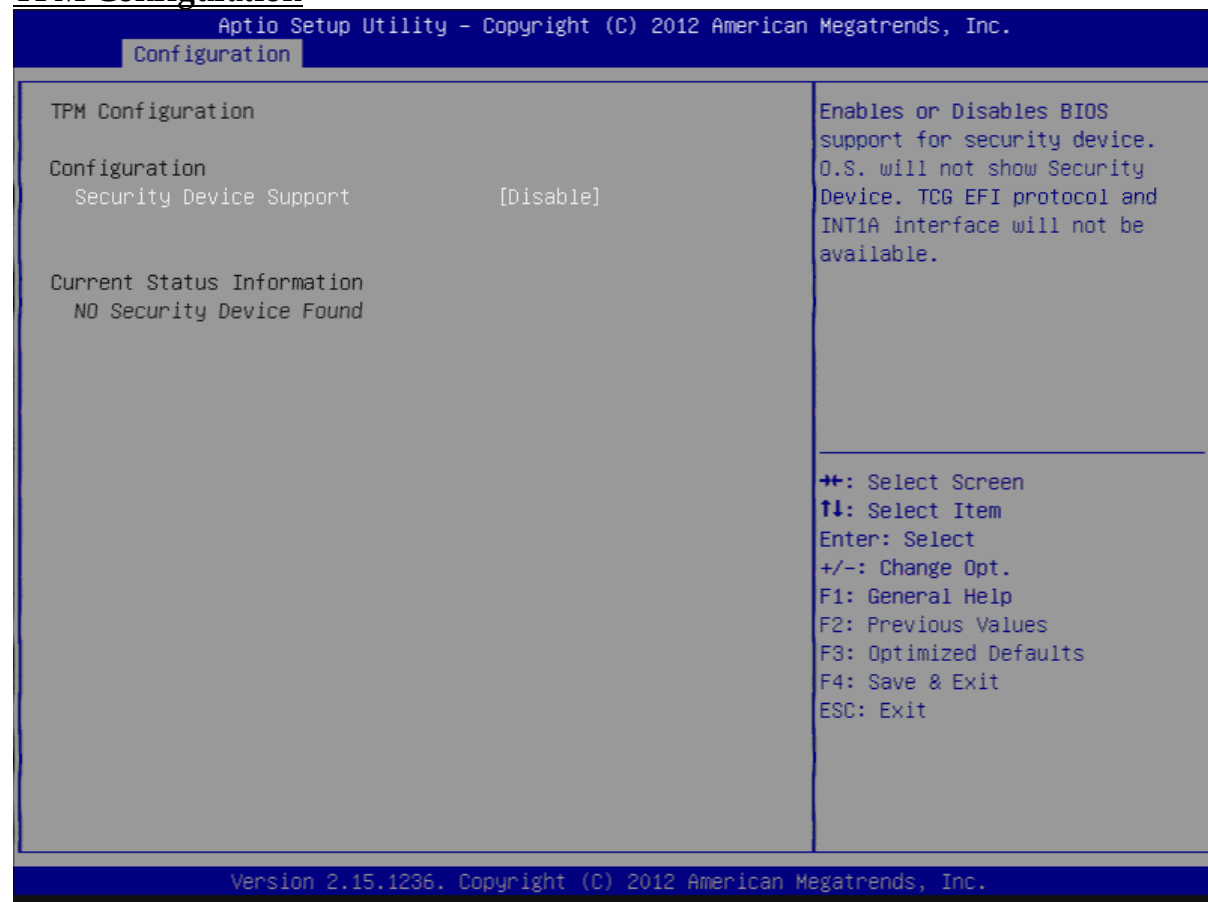 TPM Configuration
Aptio Setup Utility – Copyright (C) 2012 American Megatrends, Inc.
Configuration
TPM Configuration
Configuration
Security Device Support [Disable]
Current Status Information
NO Security Device Found
Enables or Disables BIOS
support for security device.
O.S. will not show Security
Device. TCG EFI protocol and
INT1A interface will not be
available.
→←: Select Screen
↑↓: Select Item
Enter: Select
+/-: Change Opt.
F1: General Help
F2: Previous Values
F3: Optimized Defaults
F4: Save & Exit
ESC: Exit
Version 2.15.1236. Copyright (C) 2012 American Megatrends, Inc.